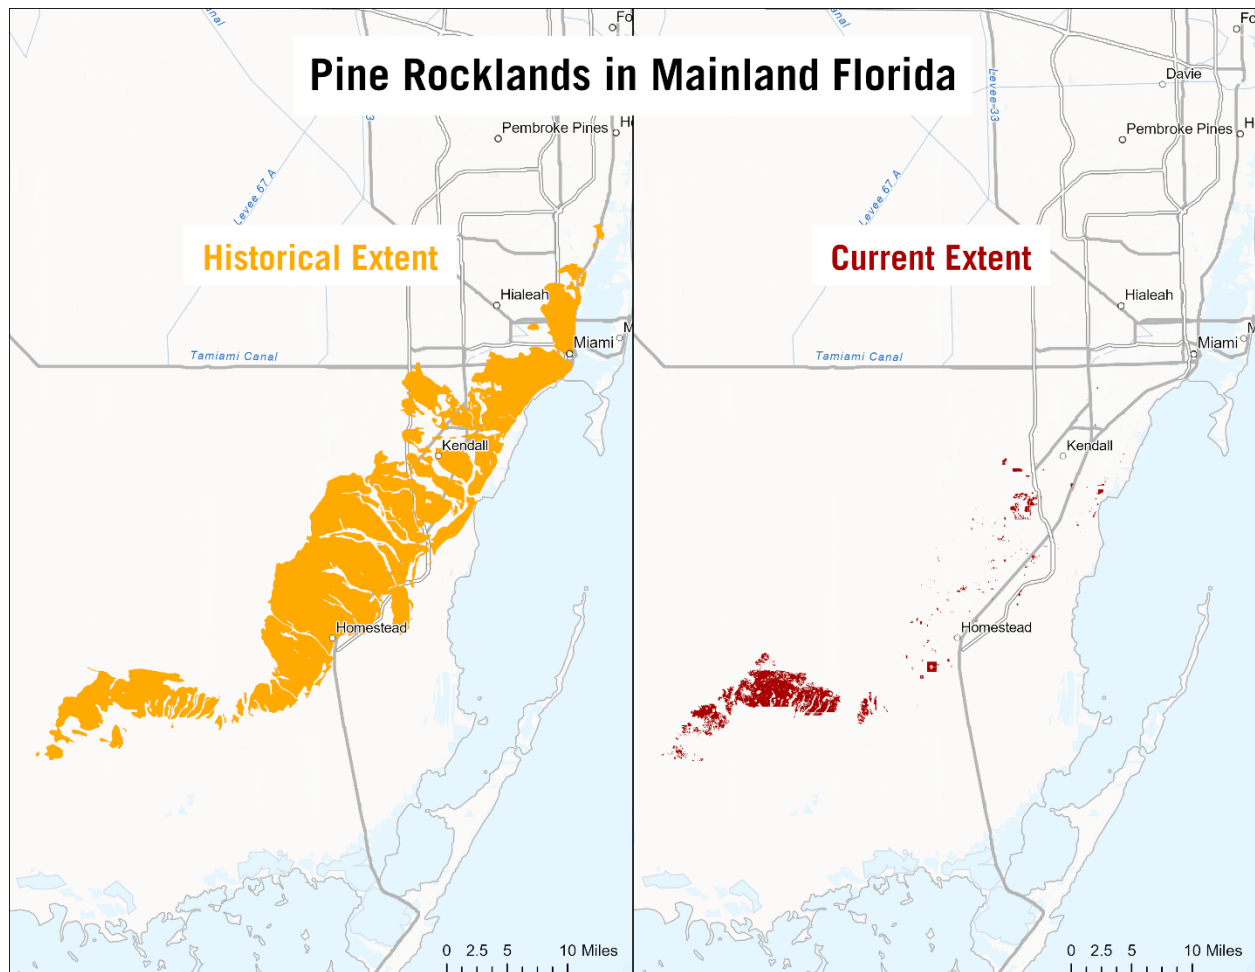 Pine Rocklands in Mainland Florida
Historical Extent
Levee 67 A
Pembroke Pines
Hialeah
Miami
Tamiami Canal
Kendall
Homestead
0 2.5 5 10 Miles
Current Extent
Levee 33
Davie
Levee 67 A
Pembroke Pines
Hialeah
Miami
Tamiami Canal
Kendall
Homestead
0 2.5 5 10 Miles